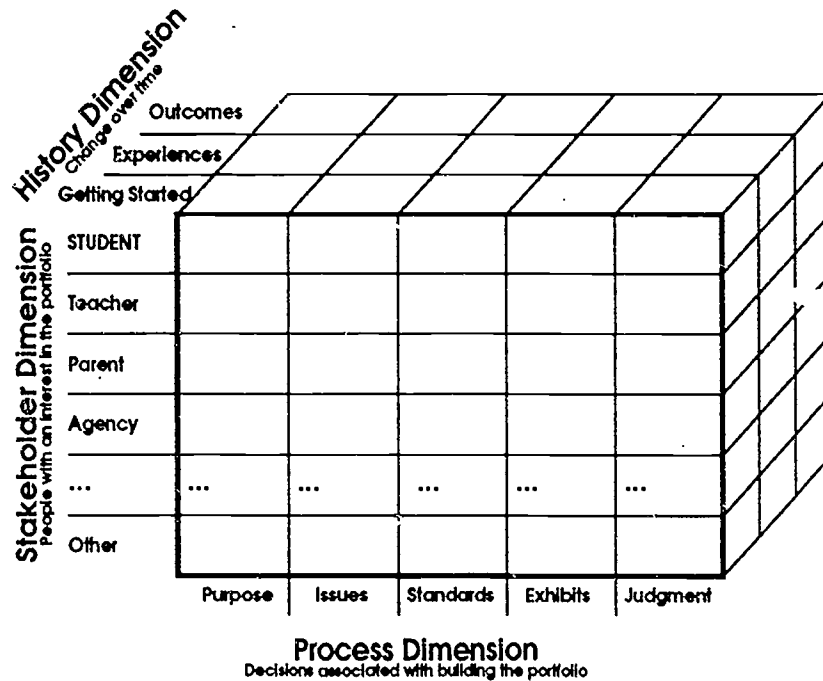 History Dimension
Change over time
Outcomes
Experiences
Getting Started
Stakeholder Dimension
People with an interest in the portfolio
STUDENT
Teacher
Parent
Agency
... ... ... ... ... ...
Other
Purpose Issues Standards Exhibits Judgment
Process Dimension
Decisions associated with building the portfolio